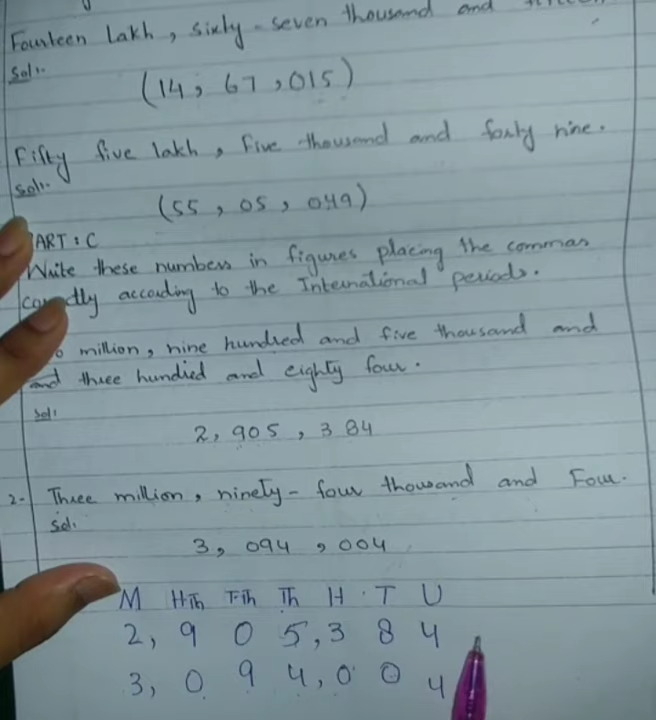 Fourteen Lakh, sixty-seven thousand and
Sol:-
(14, 67, 015)
Fifty five lakh, Five thousand and forty nine.
Sol:-
(55, 05, 049)
ART: C
Write these numbers in figures placing the commas
correctly according to the International periods.
o million, nine hundred and five thousand and
and three hundred and eighty four.
Sol:
2, 905, 384
2- Three million, ninety-four thousand and Four.
Sol.
3, 094, 004
M HTh TTh Th H T U
2, 9 0 5, 3 8 4
3, 0 9 4, 0 0 4